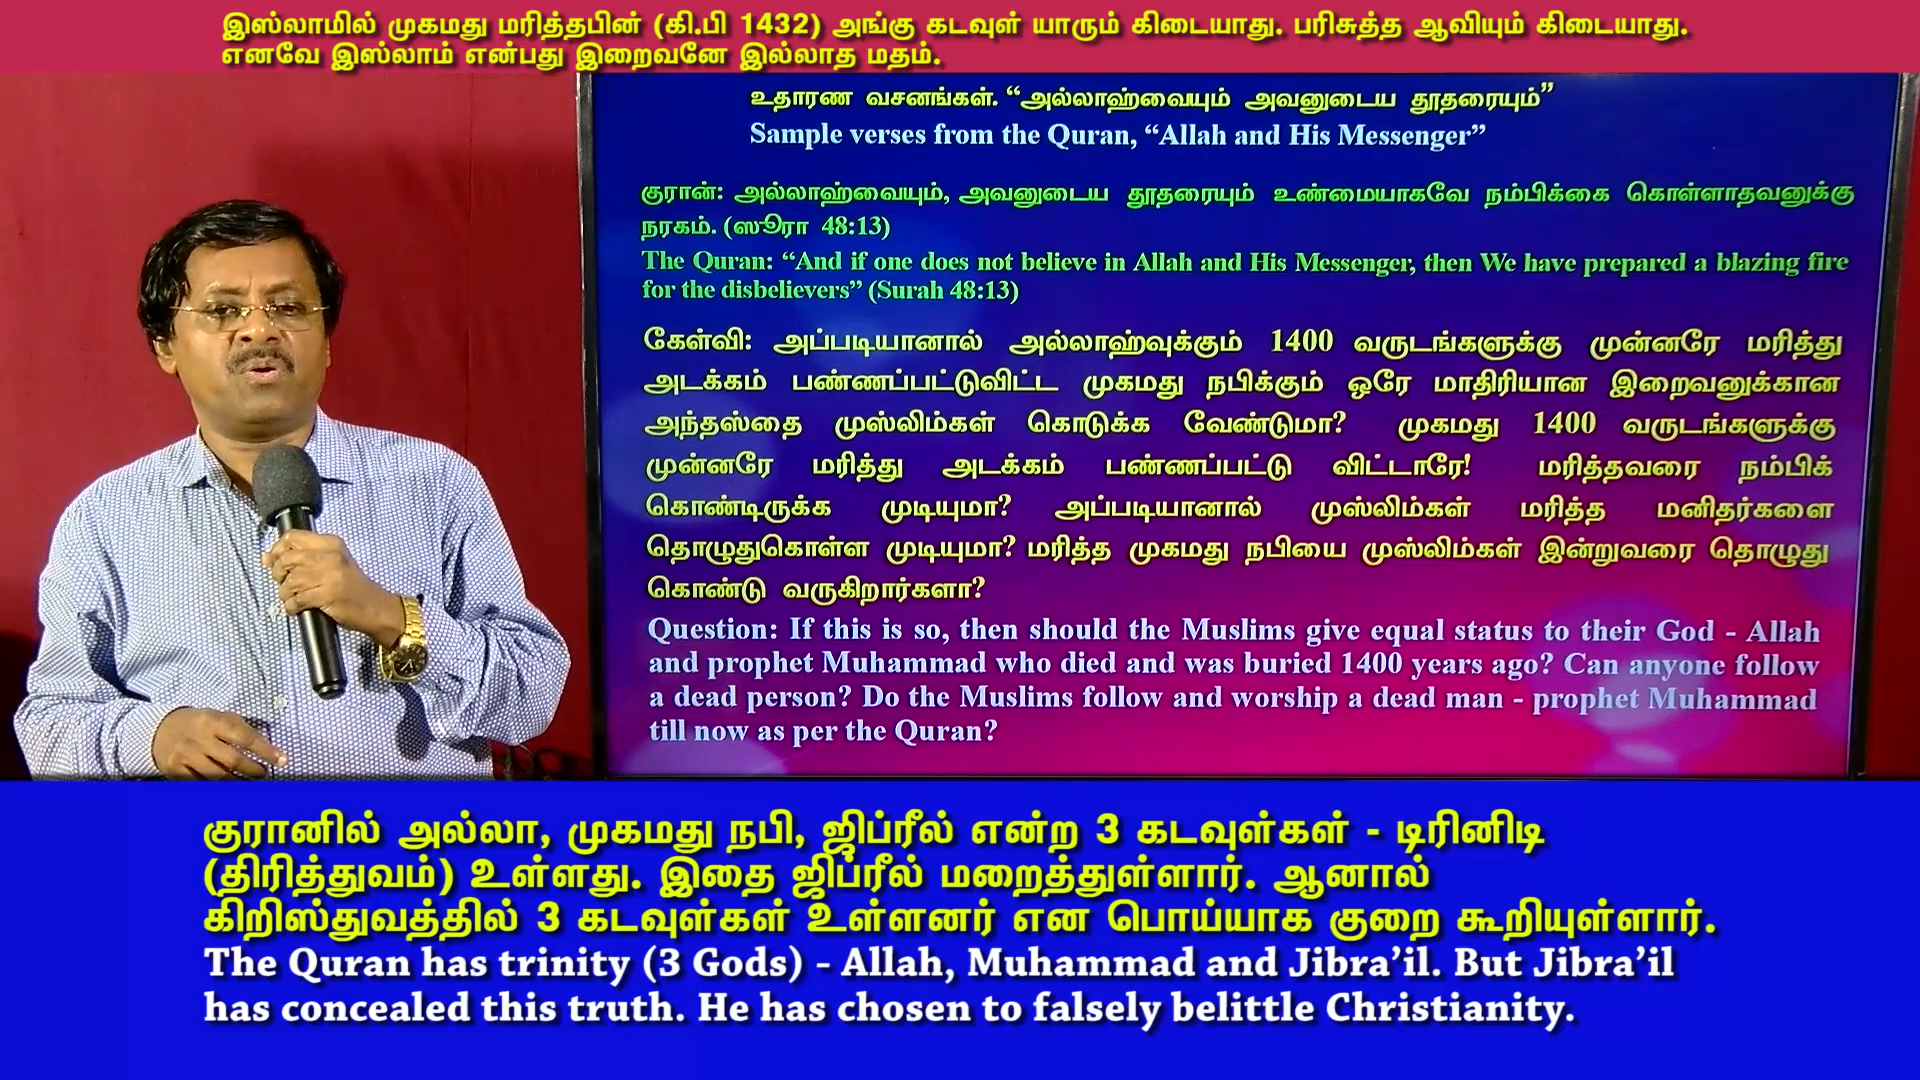 இஸ்லாமில் முகமது மரித்தபின் (கி.பி 1432) அங்கு கடவுள் யாரும் கிடையாது. பரிசுத்த ஆவியும் கிடையாது.
எனவே இஸ்லாம் என்பது இறைவனே இல்லாத மதம்.
உதாரண வசனங்கள். “அல்லாஹ்வையும் அவனுடைய தூதரையும்”
Sample verses from the Quran, “Allah and His Messenger”
குரான்: அல்லாஹ்வையும், அவனுடைய தூதரையும் உண்மையாகவே நம்பிக்கை கொள்ளாதவனுக்கு
நரகம். (ஸூரா 48:13)
The Quran: “And if one does not believe in Allah and His Messenger, then We have prepared a blazing fire
for the disbelievers” (Surah 48:13)
கேள்வி: அப்படியானால் அல்லாஹ்வுக்கும் 1400 வருடங்களுக்கு முன்னரே மரித்து
அடக்கம் பண்ணப்பட்டுவிட்ட முகமது நபிக்கும் ஒரே மாதிரியான இறைவனுக்கான
அந்தஸ்தை முஸ்லிம்கள் கொடுக்க வேண்டுமா? முகமது 1400 வருடங்களுக்கு
முன்னரே மரித்து அடக்கம் பண்ணப்பட்டு விட்டாரே! மரித்தவரை நம்பிக்
கொண்டிருக்க முடியுமா? அப்படியானால் முஸ்லிம்கள் மரித்த மனிதர்களை
தொழுதுகொள்ள முடியுமா? மரித்த முகமது நபியை முஸ்லிம்கள் இன்றுவரை தொழுது
கொண்டு வருகிறார்களா?
Question: If this is so, then should the Muslims give equal status to their God - Allah
and prophet Muhammad who died and was buried 1400 years ago? Can anyone follow
a dead person? Do the Muslims follow and worship a dead man - prophet Muhammad
till now as per the Quran?
குரானில் அல்லா, முகமது நபி, ஜிப்ரீல் என்ற 3 கடவுள்கள் - டிரினிடி
(திரித்துவம்) உள்ளது. இதை ஜிப்ரீல் மறைத்துள்ளார். ஆனால்
கிறிஸ்துவத்தில் 3 கடவுள்கள் உள்ளனர் என பொய்யாக குறை கூறியுள்ளார்.
The Quran has trinity (3 Gods) - Allah, Muhammad and Jibra’il. But Jibra’il
has concealed this truth. He has chosen to falsely belittle Christianity.